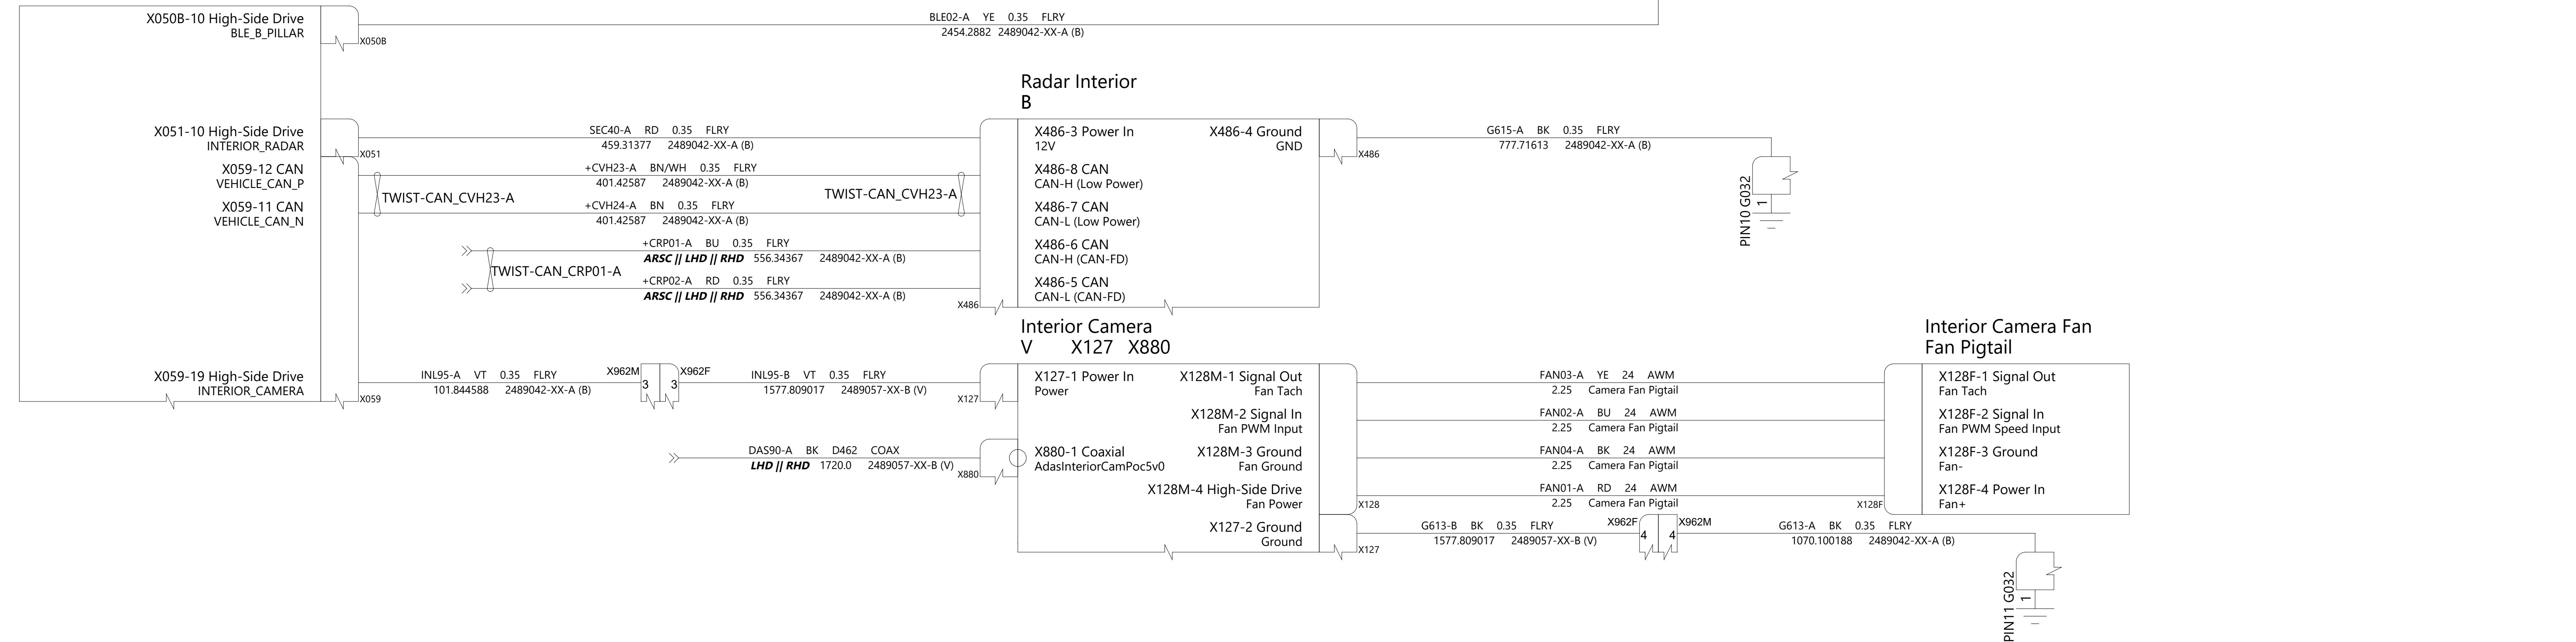 X050B-10 High-Side Drive
BLE_B_PILLAR
X050B
BLE02-A YE 0.35 FLRY
2454.2882 2489042-XX-A (B)
Radar Interior
B
X051-10 High-Side Drive
INTERIOR_RADAR
X051
SEC40-A RD 0.35 FLRY
459.31377 2489042-XX-A (B)
X486-3 Power In
12V
X486-4 Ground
GND
X486
G615-A BK 0.35 FLRY
777.71613 2489042-XX-A (B)
PIN10 G032
1
X059-12 CAN
VEHICLE_CAN_P
+CVH23-A BN/WH 0.35 FLRY
401.42587 2489042-XX-A (B)
TWIST-CAN_CVH23-A
TWIST-CAN_CVH23-A
X486-8 CAN
CAN-H (Low Power)
X059-11 CAN
VEHICLE_CAN_N
+CVH24-A BN 0.35 FLRY
401.42587 2489042-XX-A (B)
X486-7 CAN
CAN-L (Low Power)
+CRP01-A BU 0.35 FLRY
ARSC || LHD || RHD 556.34367 2489042-XX-A (B)
TWIST-CAN_CRP01-A
X486-6 CAN
CAN-H (CAN-FD)
+CRP02-A RD 0.35 FLRY
ARSC || LHD || RHD 556.34367 2489042-XX-A (B)
X486
X486-5 CAN
CAN-L (CAN-FD)
Interior Camera
V X127 X880
Interior Camera Fan
Fan Pigtail
X059-19 High-Side Drive
INTERIOR_CAMERA
X059
INL95-A VT 0.35 FLRY
101.844588 2489042-XX-A (B)
X962M
3
3
X962F
INL95-B VT 0.35 FLRY
1577.809017 2489057-XX-B (V)
X127
X127-1 Power In
Power
X128M-1 Signal Out
Fan Tach
FAN03-A YE 24 AWM
2.25 Camera Fan Pigtail
X128F-1 Signal Out
Fan Tach
X128M-2 Signal In
Fan PWM Input
FAN02-A BU 24 AWM
2.25 Camera Fan Pigtail
X128F-2 Signal In
Fan PWM Speed Input
DAS90-A BK D462 COAX
LHD || RHD 1720.0 2489057-XX-B (V)
X880
X880-1 Coaxial
AdasInteriorCamPoc5v0
X128M-3 Ground
Fan Ground
FAN04-A BK 24 AWM
2.25 Camera Fan Pigtail
X128F-3 Ground
Fan-
X128M-4 High-Side Drive
Fan Power
X128
FAN01-A RD 24 AWM
2.25 Camera Fan Pigtail
X128F
X128F-4 Power In
Fan+
X127-2 Ground
Ground
X127
G613-B BK 0.35 FLRY
1577.809017 2489057-XX-B (V)
X962F
4
4
X962M
G613-A BK 0.35 FLRY
1070.100188 2489042-XX-A (B)
PIN11 G032
1